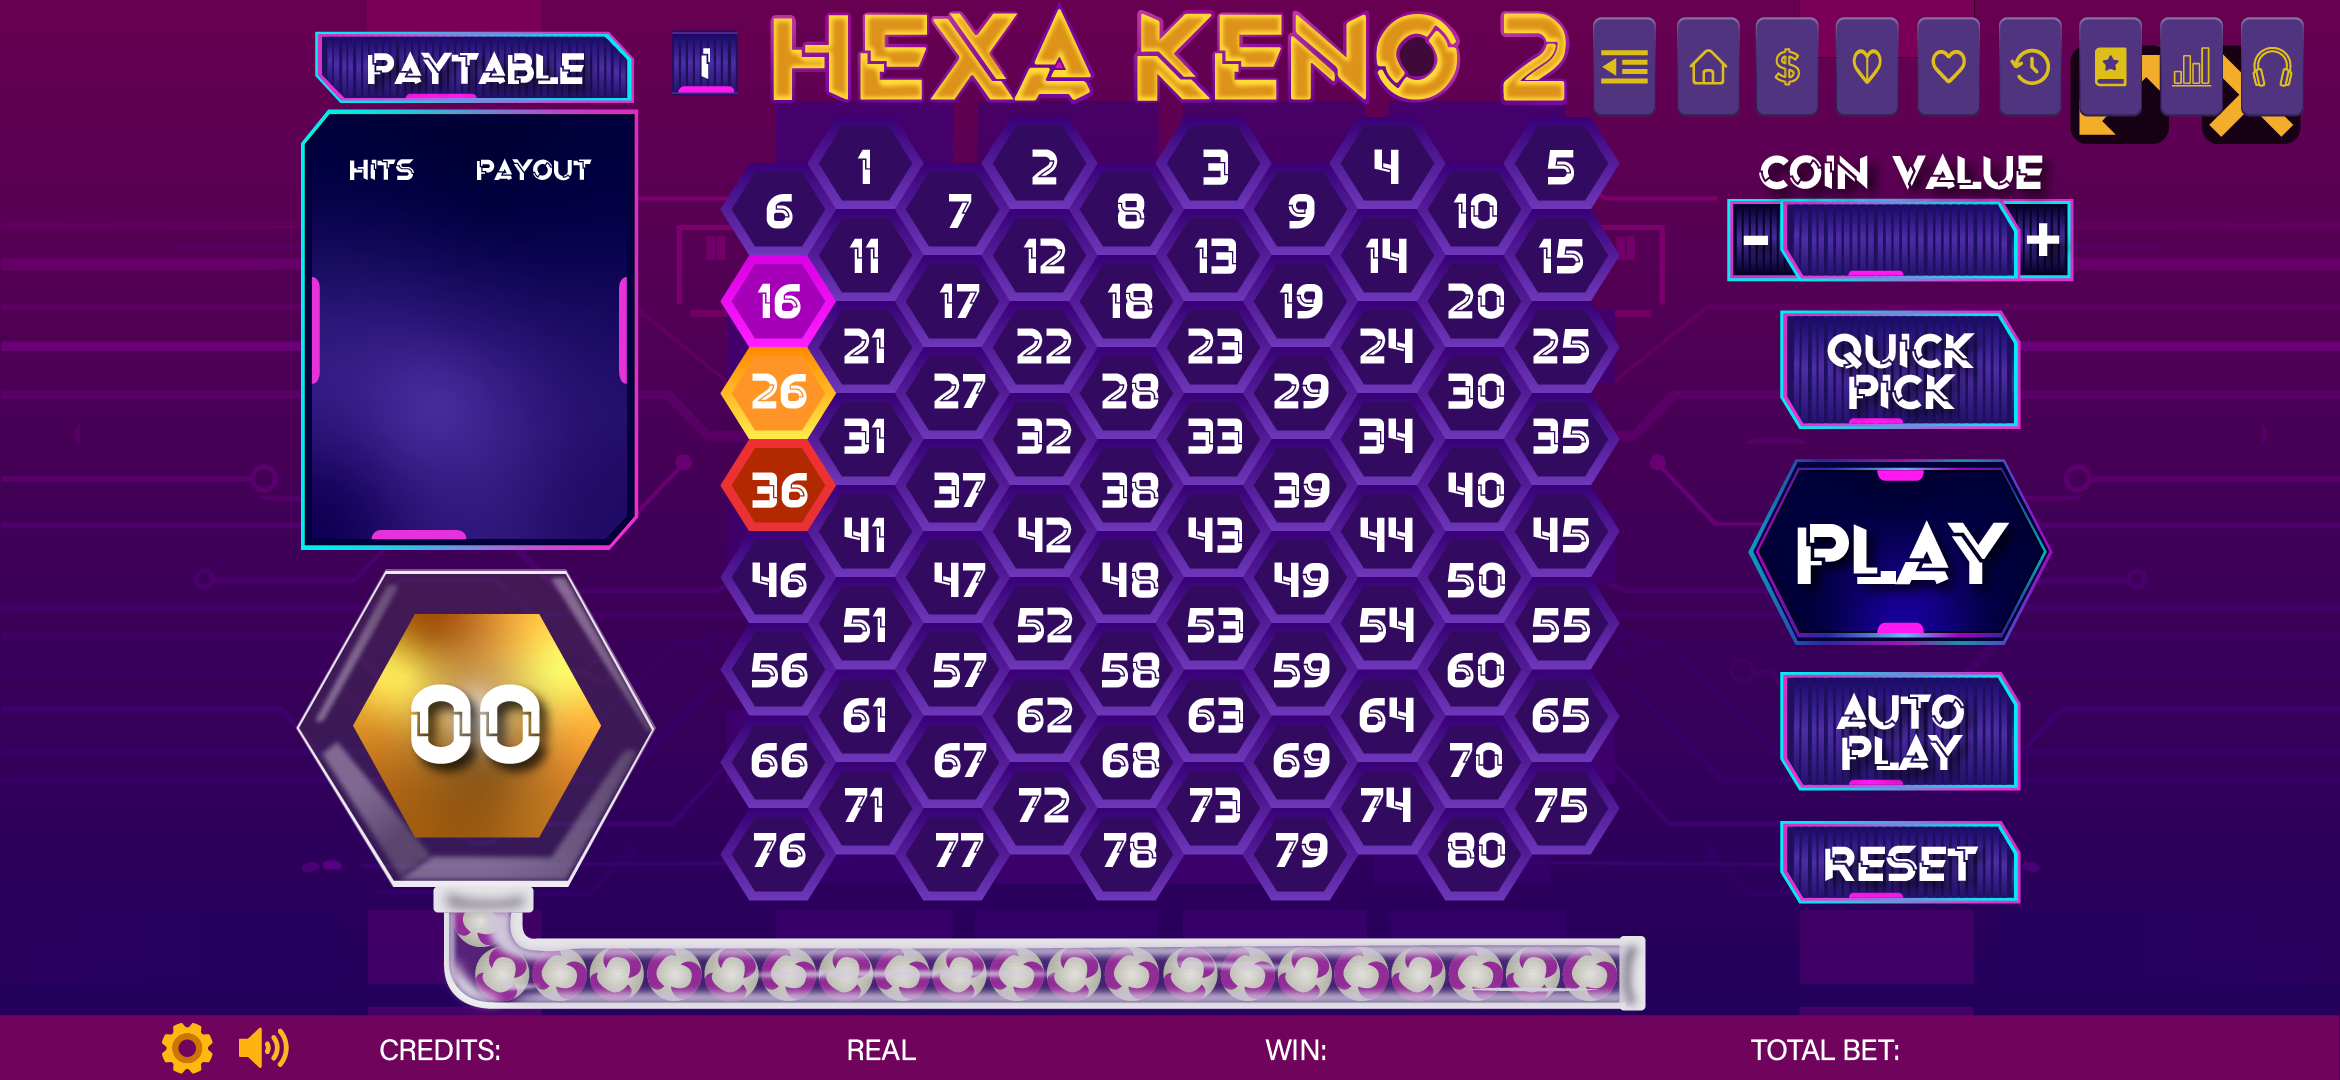 HEXA KENO 2
PAYTABLE
i
HITS PAYOUT
1 2 3 4 5
6 7 8 9 10
11 12 13 14 15
16 17 18 19 20
21 22 23 24 25
26 27 28 29 30
31 32 33 34 35
36 37 38 39 40
41 42 43 44 45
46 47 48 49 50
51 52 53 54 55
56 57 58 59 60
61 62 63 64 65
66 67 68 69 70
71 72 73 74 75
76 77 78 79 80
00
COIN VALUE
- +
QUICK
PICK
PLAY
AUTO
PLAY
RESET
CREDITS: REAL WIN: TOTAL BET: